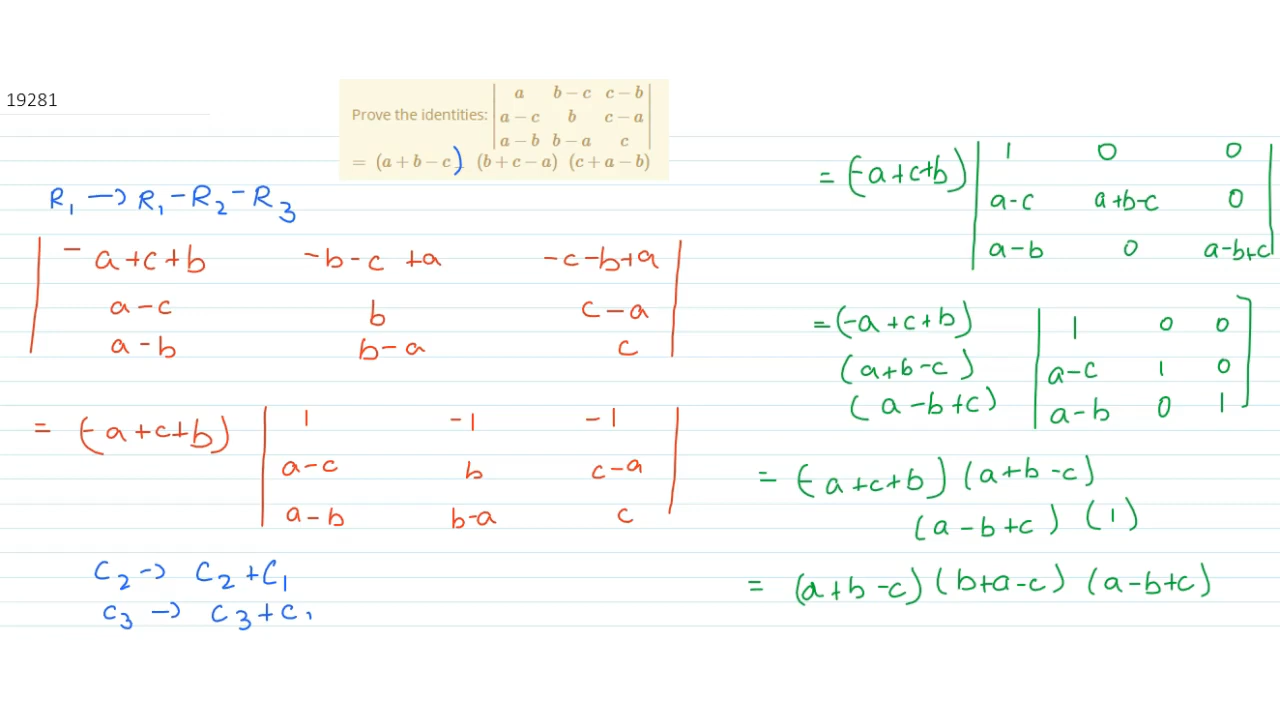 19281
Prove the identities: | a b − c c − b |
| a − c b c − a |
| a − b b − a c |
= (a + b − c) (b + c − a) (c + a − b)
R₁ → R₁ - R₂ - R₃
| -a+c+b -b-c+a -c-b+a |
| a-c b c-a |
| a-b b-a c |
= (-a+c+b) | 1 -1 -1 |
| a-c b c-a |
| a-b b-a c |
C₂ → C₂ + C₁
C₃ → C₃ + C₁
= (-a+c+b) | 1 0 0 |
| a-c a+b-c 0 |
| a-b 0 a-b+c |
= (-a+c+b) | 1 0 0 |
(a+b-c) | a-c 1 0 |
(a-b+c) | a-b 0 1 |
= (-a+c+b) (a+b-c)
(a-b+c) (1)
= (a+b-c) (b+a-c) (a-b+c)